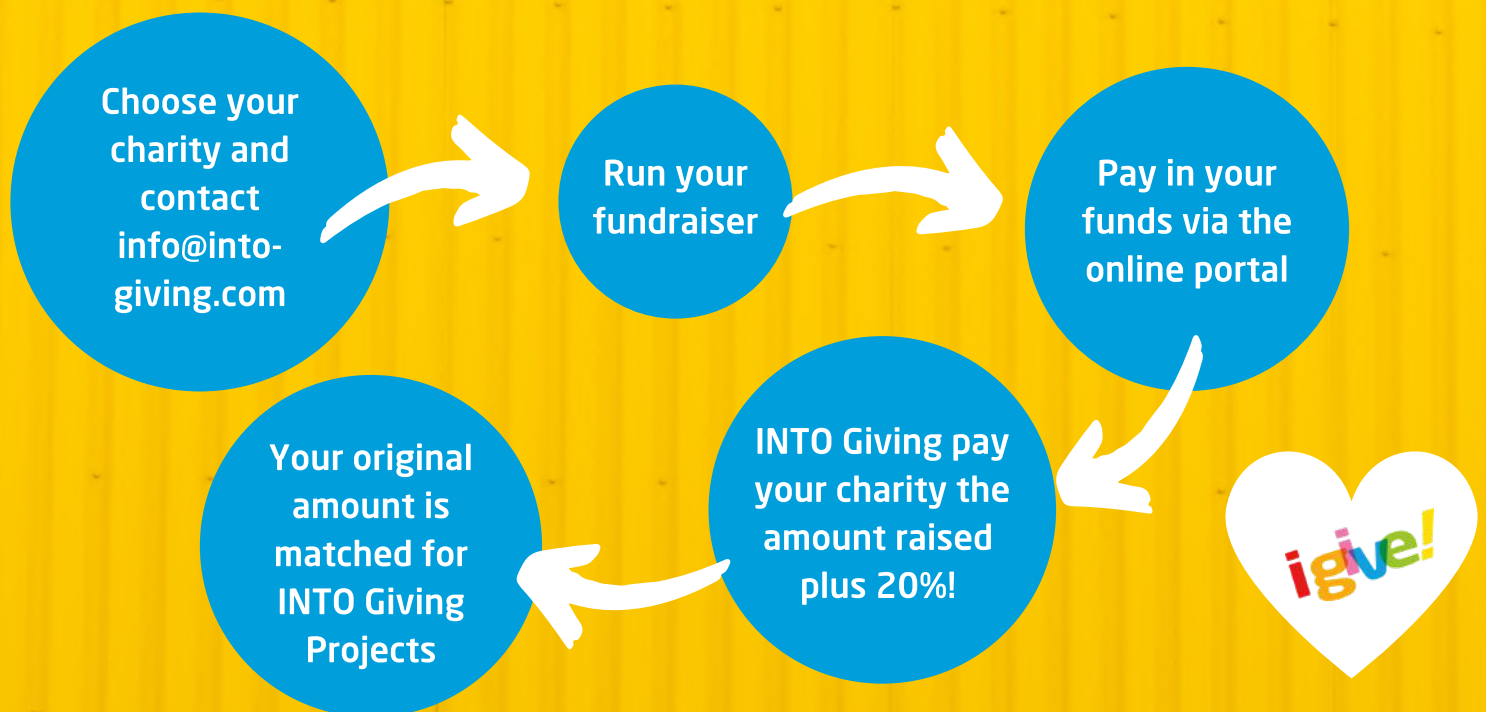 Choose your
charity and
contact
info@into-
giving.com
Run your
fundraiser
Pay in your
funds via the
online portal
INTO Giving pay
your charity the
amount raised
plus 20%!
Your original
amount is
matched for
INTO Giving
Projects
igive!